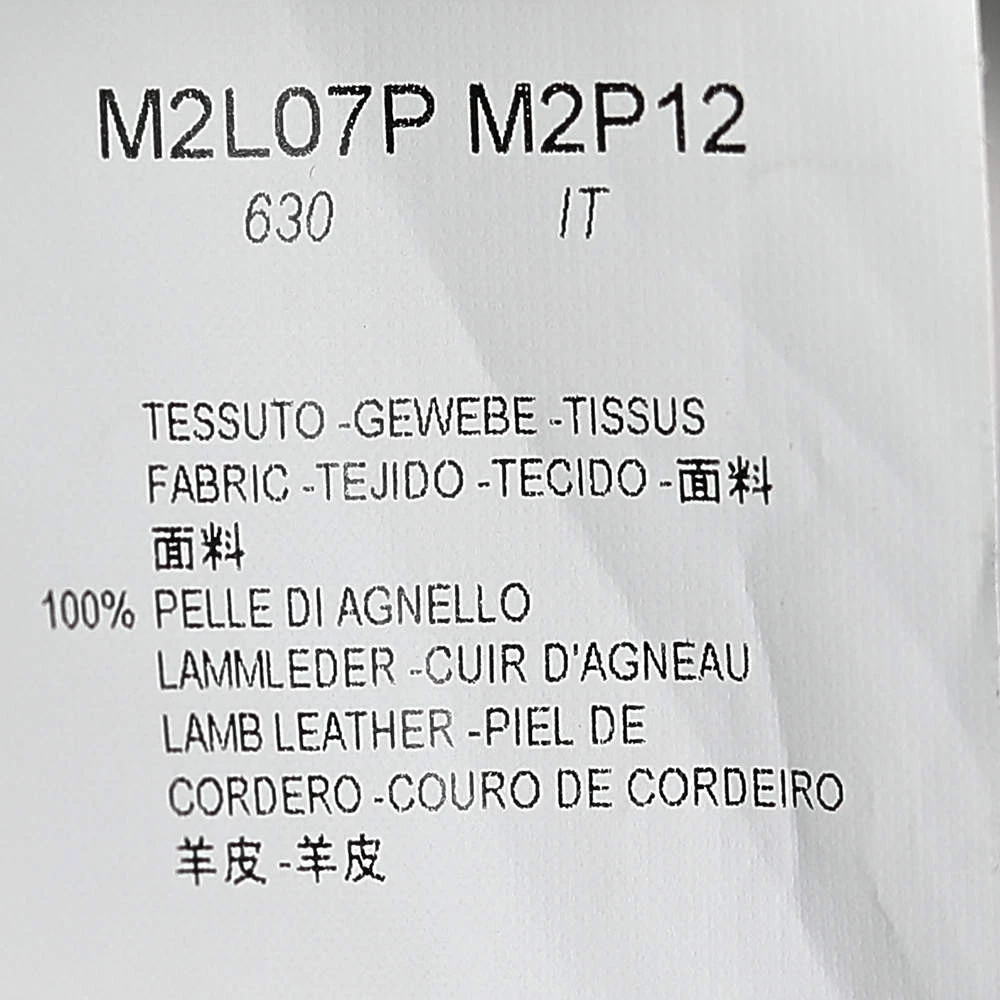 M2L07P M2P12
630 IT
TESSUTO -GEWEBE -TISSUS
FABRIC -TEJIDO -TECIDO -面料
面料
100% PELLE DI AGNELLO
LAMMLEDER -CUIR D'AGNEAU
LAMB LEATHER -PIEL DE
CORDERO -COURO DE CORDEIRO
羊皮 -羊皮